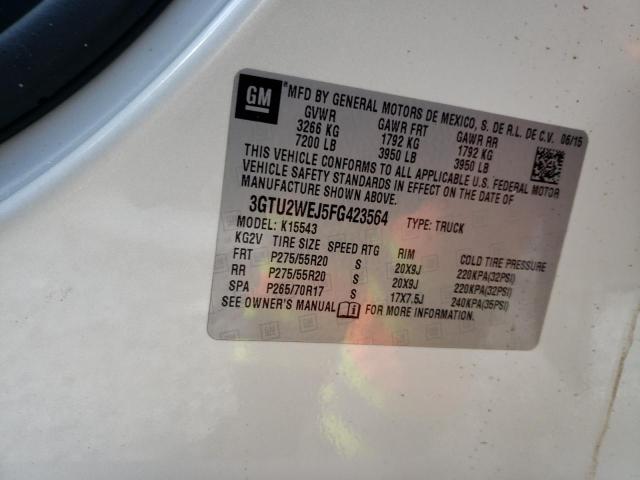 GM ® MFD BY GENERAL MOTORS DE MEXICO, S. DE R.L. DE C.V. 06/15
GVWR GAWR FRT GAWR RR
3266 KG 1792 KG 1792 KG
7200 LB 3950 LB 3950 LB
THIS VEHICLE CONFORMS TO ALL APPLICABLE U.S. FEDERAL MOTOR
VEHICLE SAFETY STANDARDS IN EFFECT ON THE DATE OF
MANUFACTURE SHOWN ABOVE.
3GTU2WEJ5FG423564 TYPE: TRUCK
MODEL: K15543
KG2V TIRE SIZE SPEED RTG RIM COLD TIRE PRESSURE
FRT P275/55R20 S 20X9J 220KPA(32PSI)
RR P275/55R20 S 20X9J 220KPA(32PSI)
SPA P265/70R17 S 17X7.5J 240KPA(35PSI)
SEE OWNER'S MANUAL FOR MORE INFORMATION.